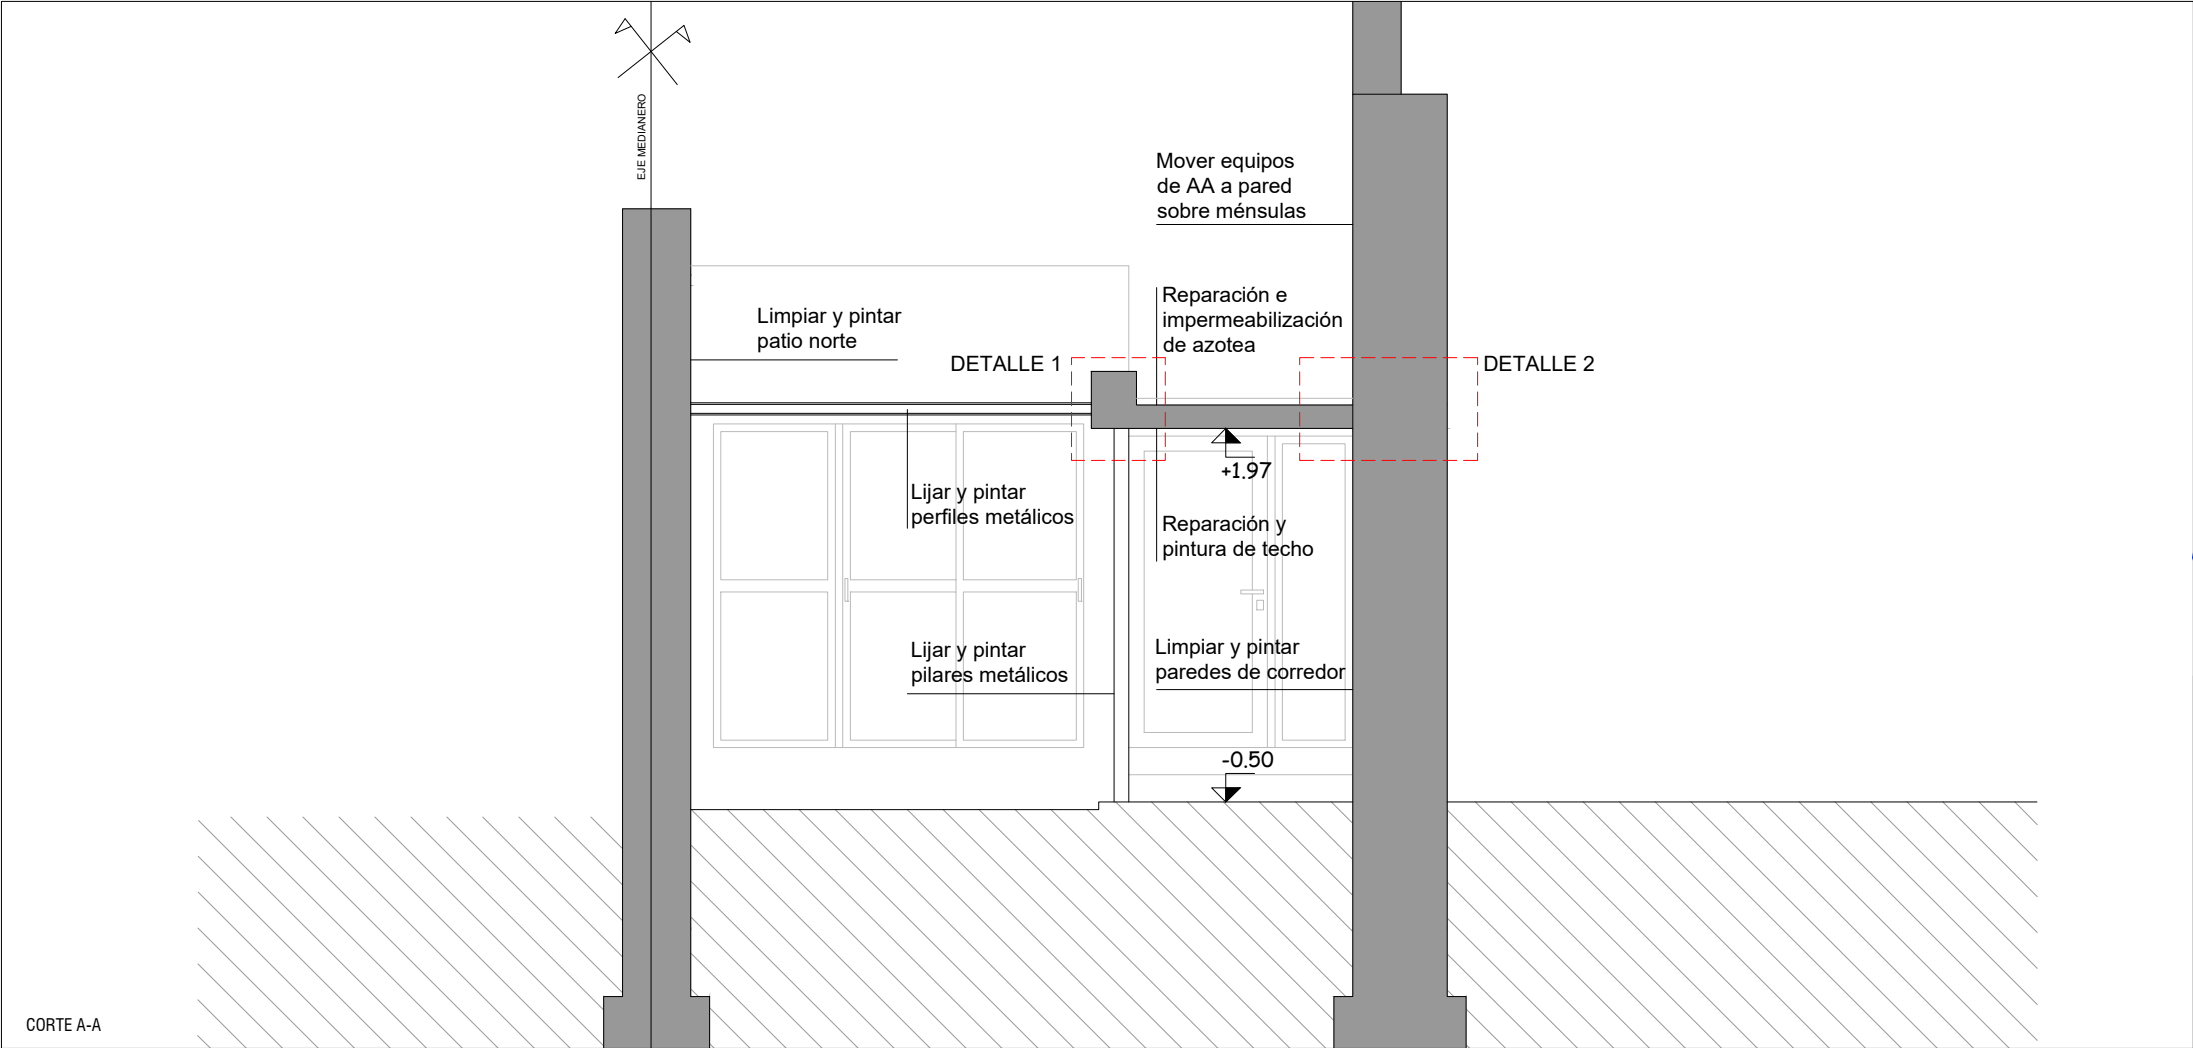 EJE MEDIANERO
Mover equipos
de AA a pared
sobre ménsulas
Reparación e
impermeabilización
de azotea
Limpiar y pintar
patio norte
DETALLE 1
DETALLE 2
+1.97
Lijar y pintar
perfiles metálicos
Reparación y
pintura de techo
Lijar y pintar
pilares metálicos
Limpiar y pintar
paredes de corredor
-0.50
CORTE A-A